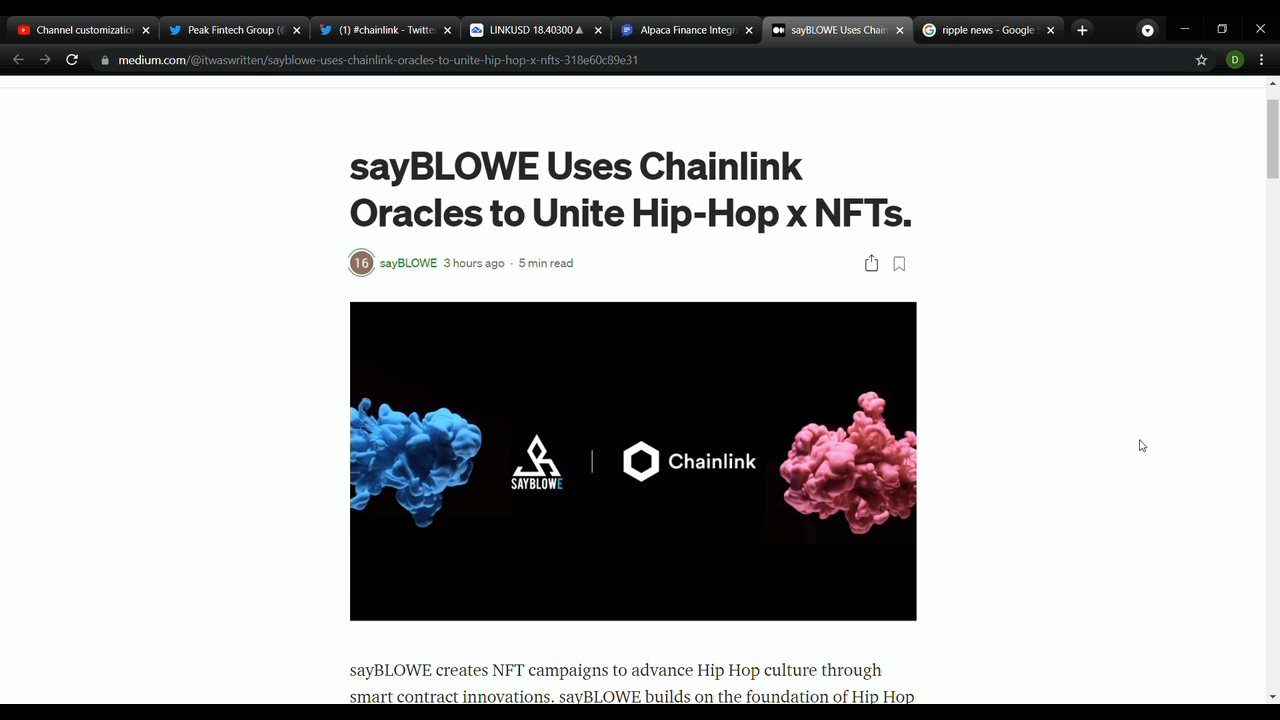 Channel customization
Peak Fintech Group (@
(1) #chainlink - Twitter
LINKUSD 18.40300 ▲
Alpaca Finance Integr
sayBLOWE Uses Chain
ripple news - Google S
medium.com/@itwaswritten/sayblowe-uses-chainlink-oracles-to-unite-hip-hop-x-nfts-318e60c89e31
D
sayBLOWE Uses Chainlink
Oracles to Unite Hip-Hop x NFTs.
16 sayBLOWE 3 hours ago · 5 min read
SAYBLOWE
Chainlink
sayBLOWE creates NFT campaigns to advance Hip Hop culture through
smart contract innovations. sayBLOWE builds on the foundation of Hip Hop